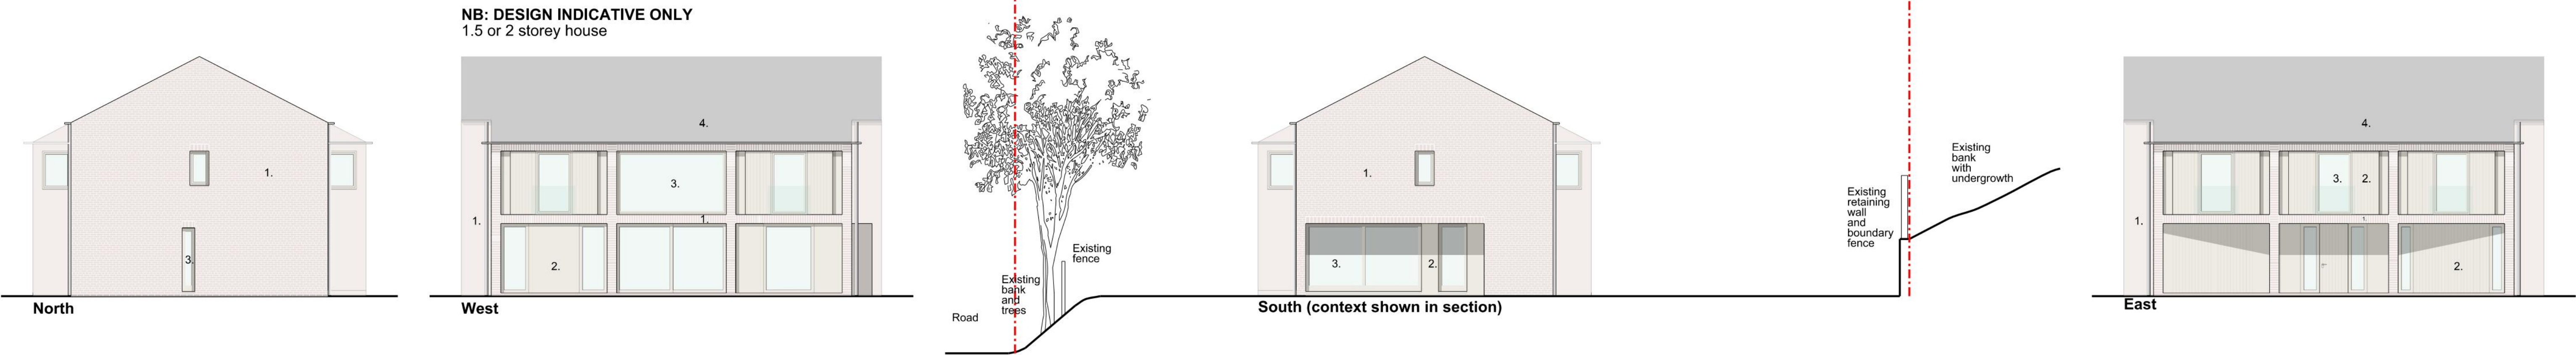 NB: DESIGN INDICATIVE ONLY
1.5 or 2 storey house
1.
3.
North
4.
3.
1.
1.
2.
West
Road
Existing
bank
and
trees
Existing
fence
1.
3.
2.
South (context shown in section)
Existing
retaining
wall
and
boundary
fence
Existing
bank
with
undergrowth
4.
3.
2.
1.
1.
2.
East